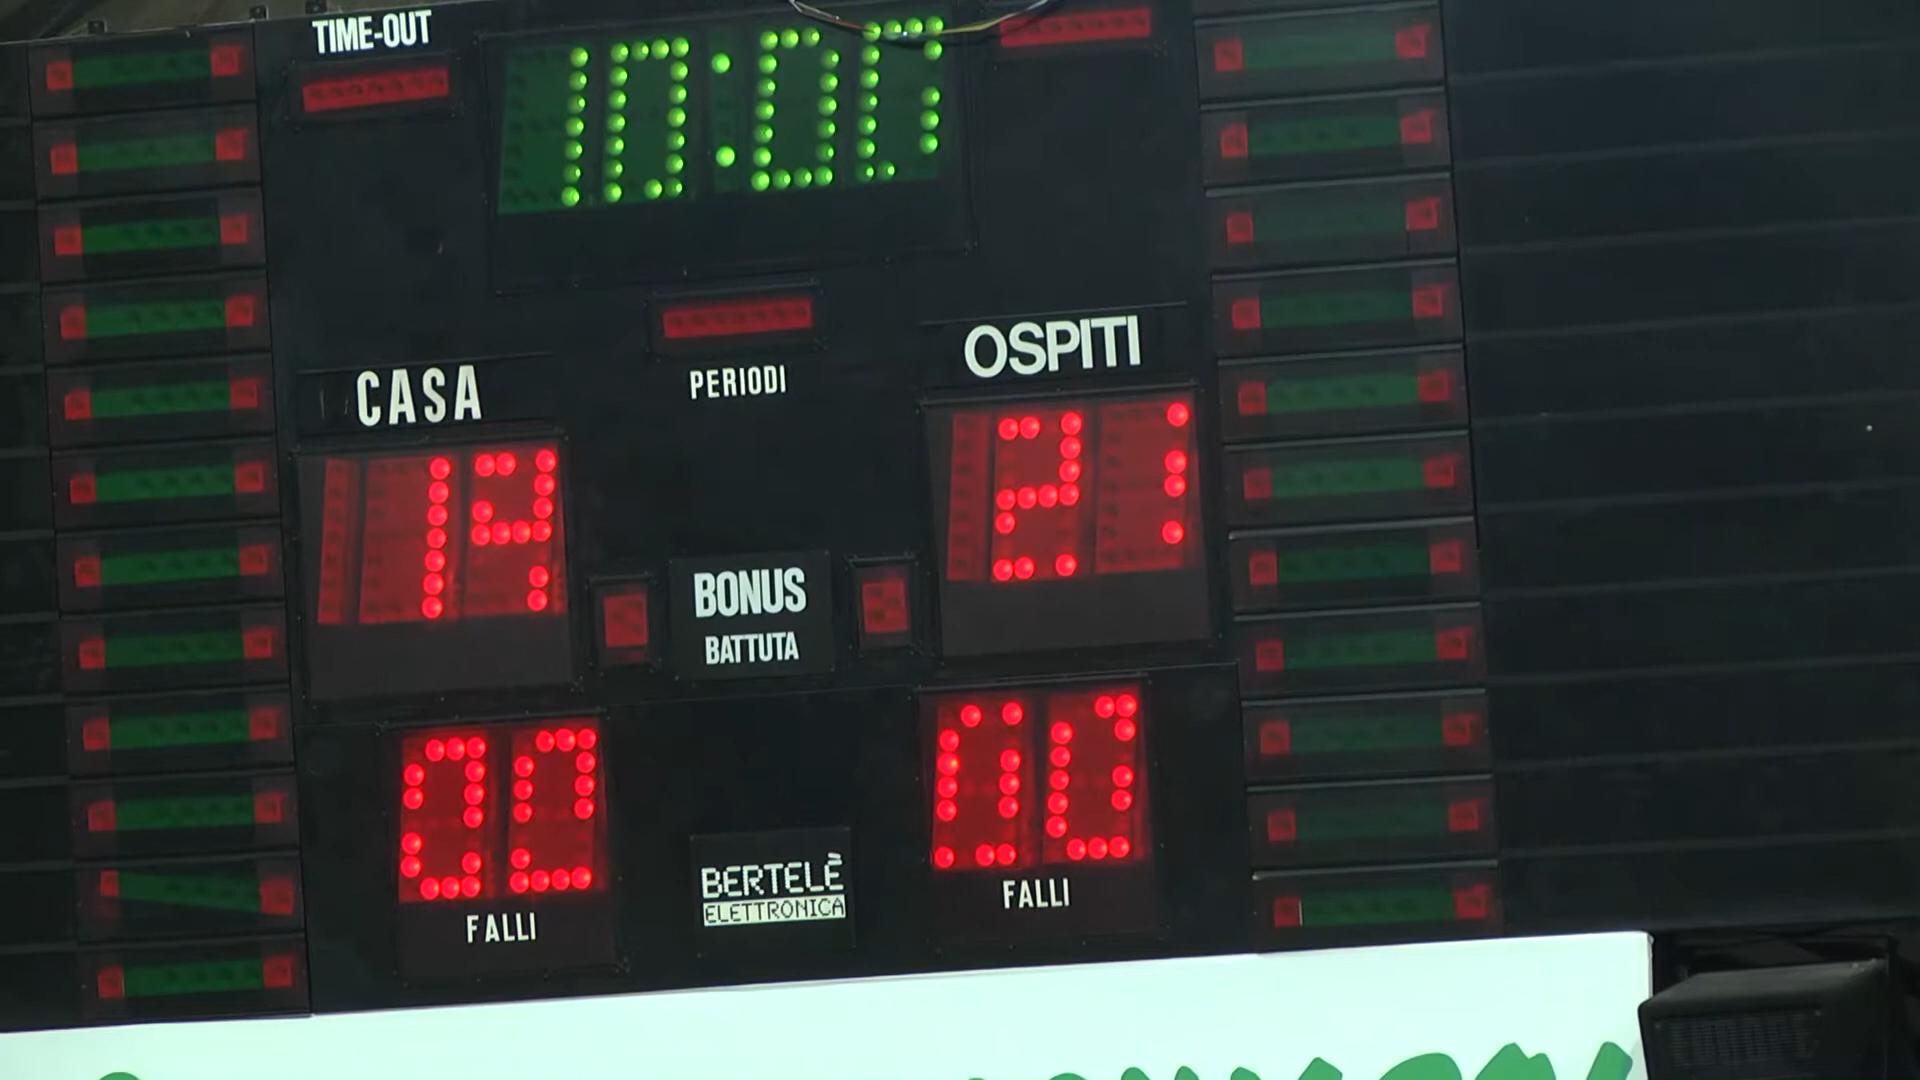 TIME-OUT
10:00
OSPITI
CASA
PERIODI
19
21
BONUS
BATTUTA
00
00
FALLI
FALLI
BERTELÈ
ELETTRONICA